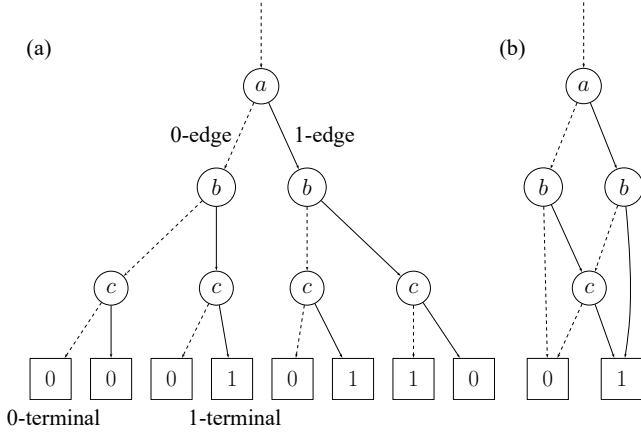 (a) (b)
a a
0-edge 1-edge
b b b b
c c c c c
0 0 0 1 0 1 1 0 0 1
0-terminal 1-terminal